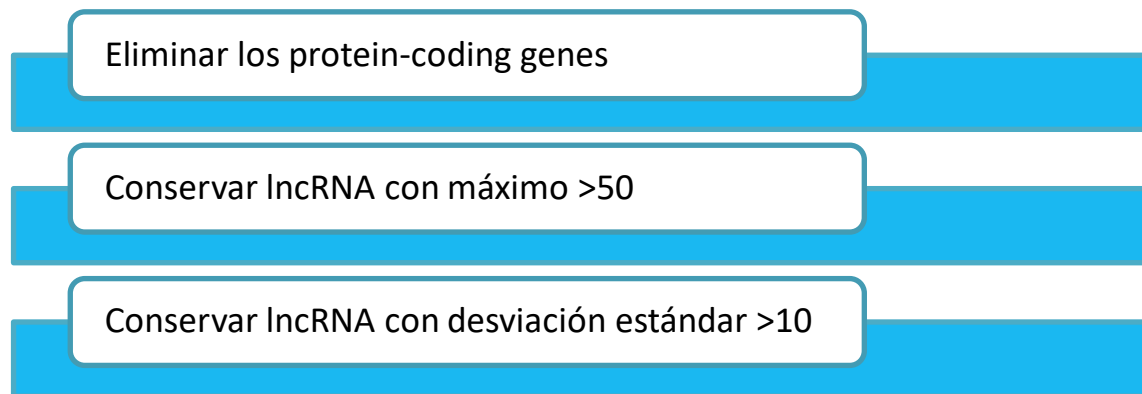 Eliminar los protein-coding genes
Conservar lncRNA con máximo >50
Conservar lncRNA con desviación estándar >10